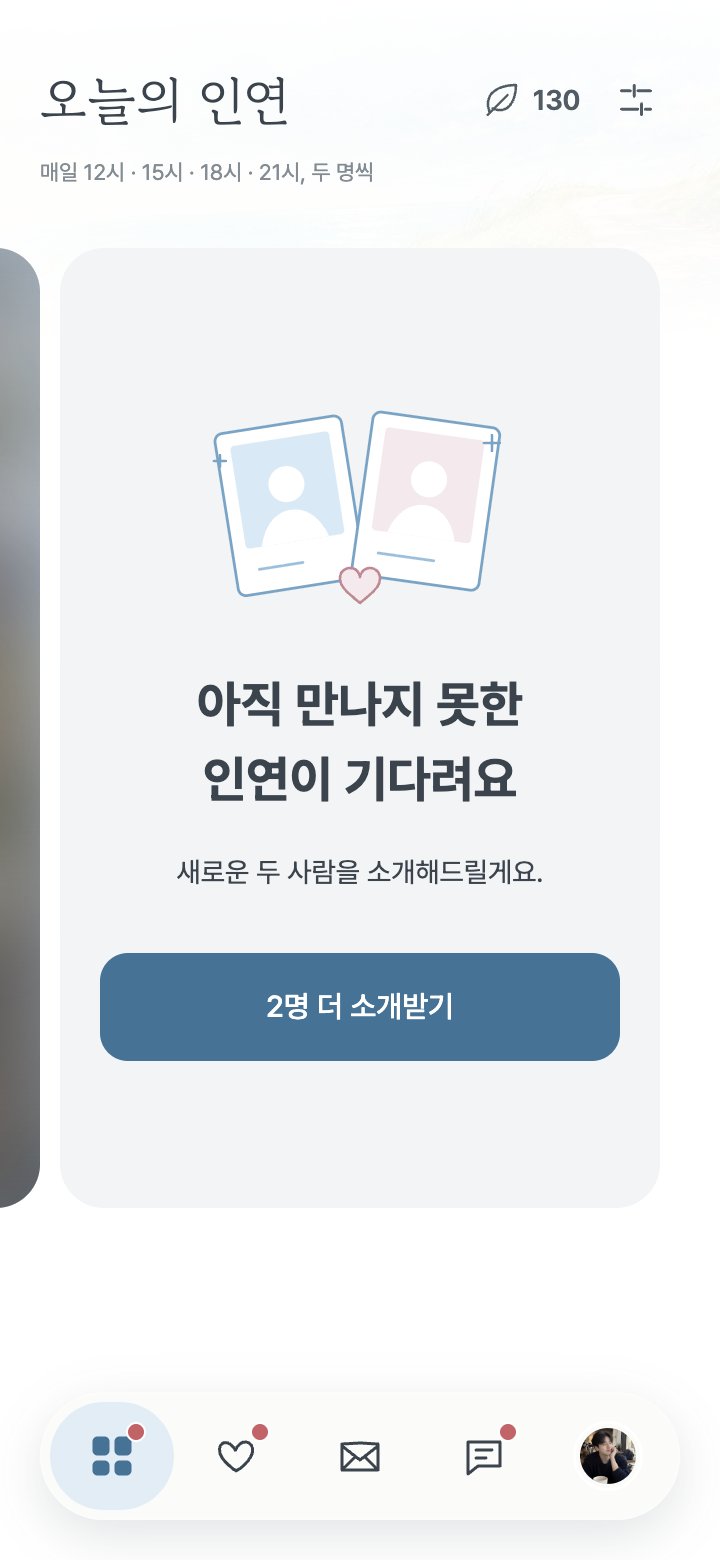 오늘의 인연
130
매일 12시 · 15시 · 18시 · 21시, 두 명씩
아직 만나지 못한
인연이 기다려요
새로운 두 사람을 소개해드릴게요.
2명 더 소개받기